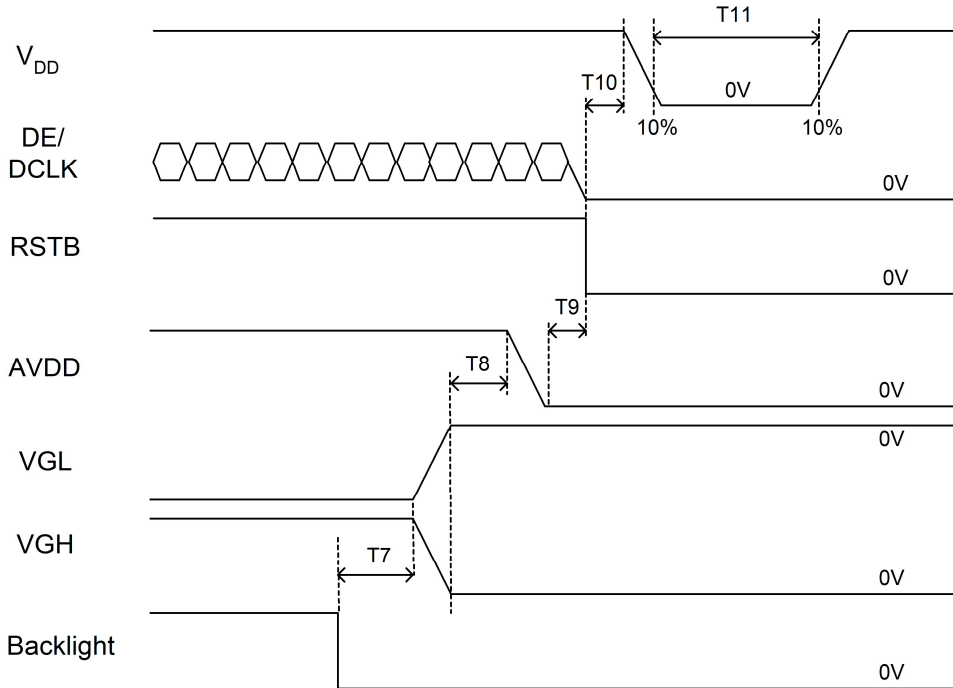 T11
V_DD
T10
0V
10%
10%
DE/
DCLK
0V
RSTB
0V
T9
AVDD
T8
0V
0V
VGL
VGH
T7
0V
Backlight
0V